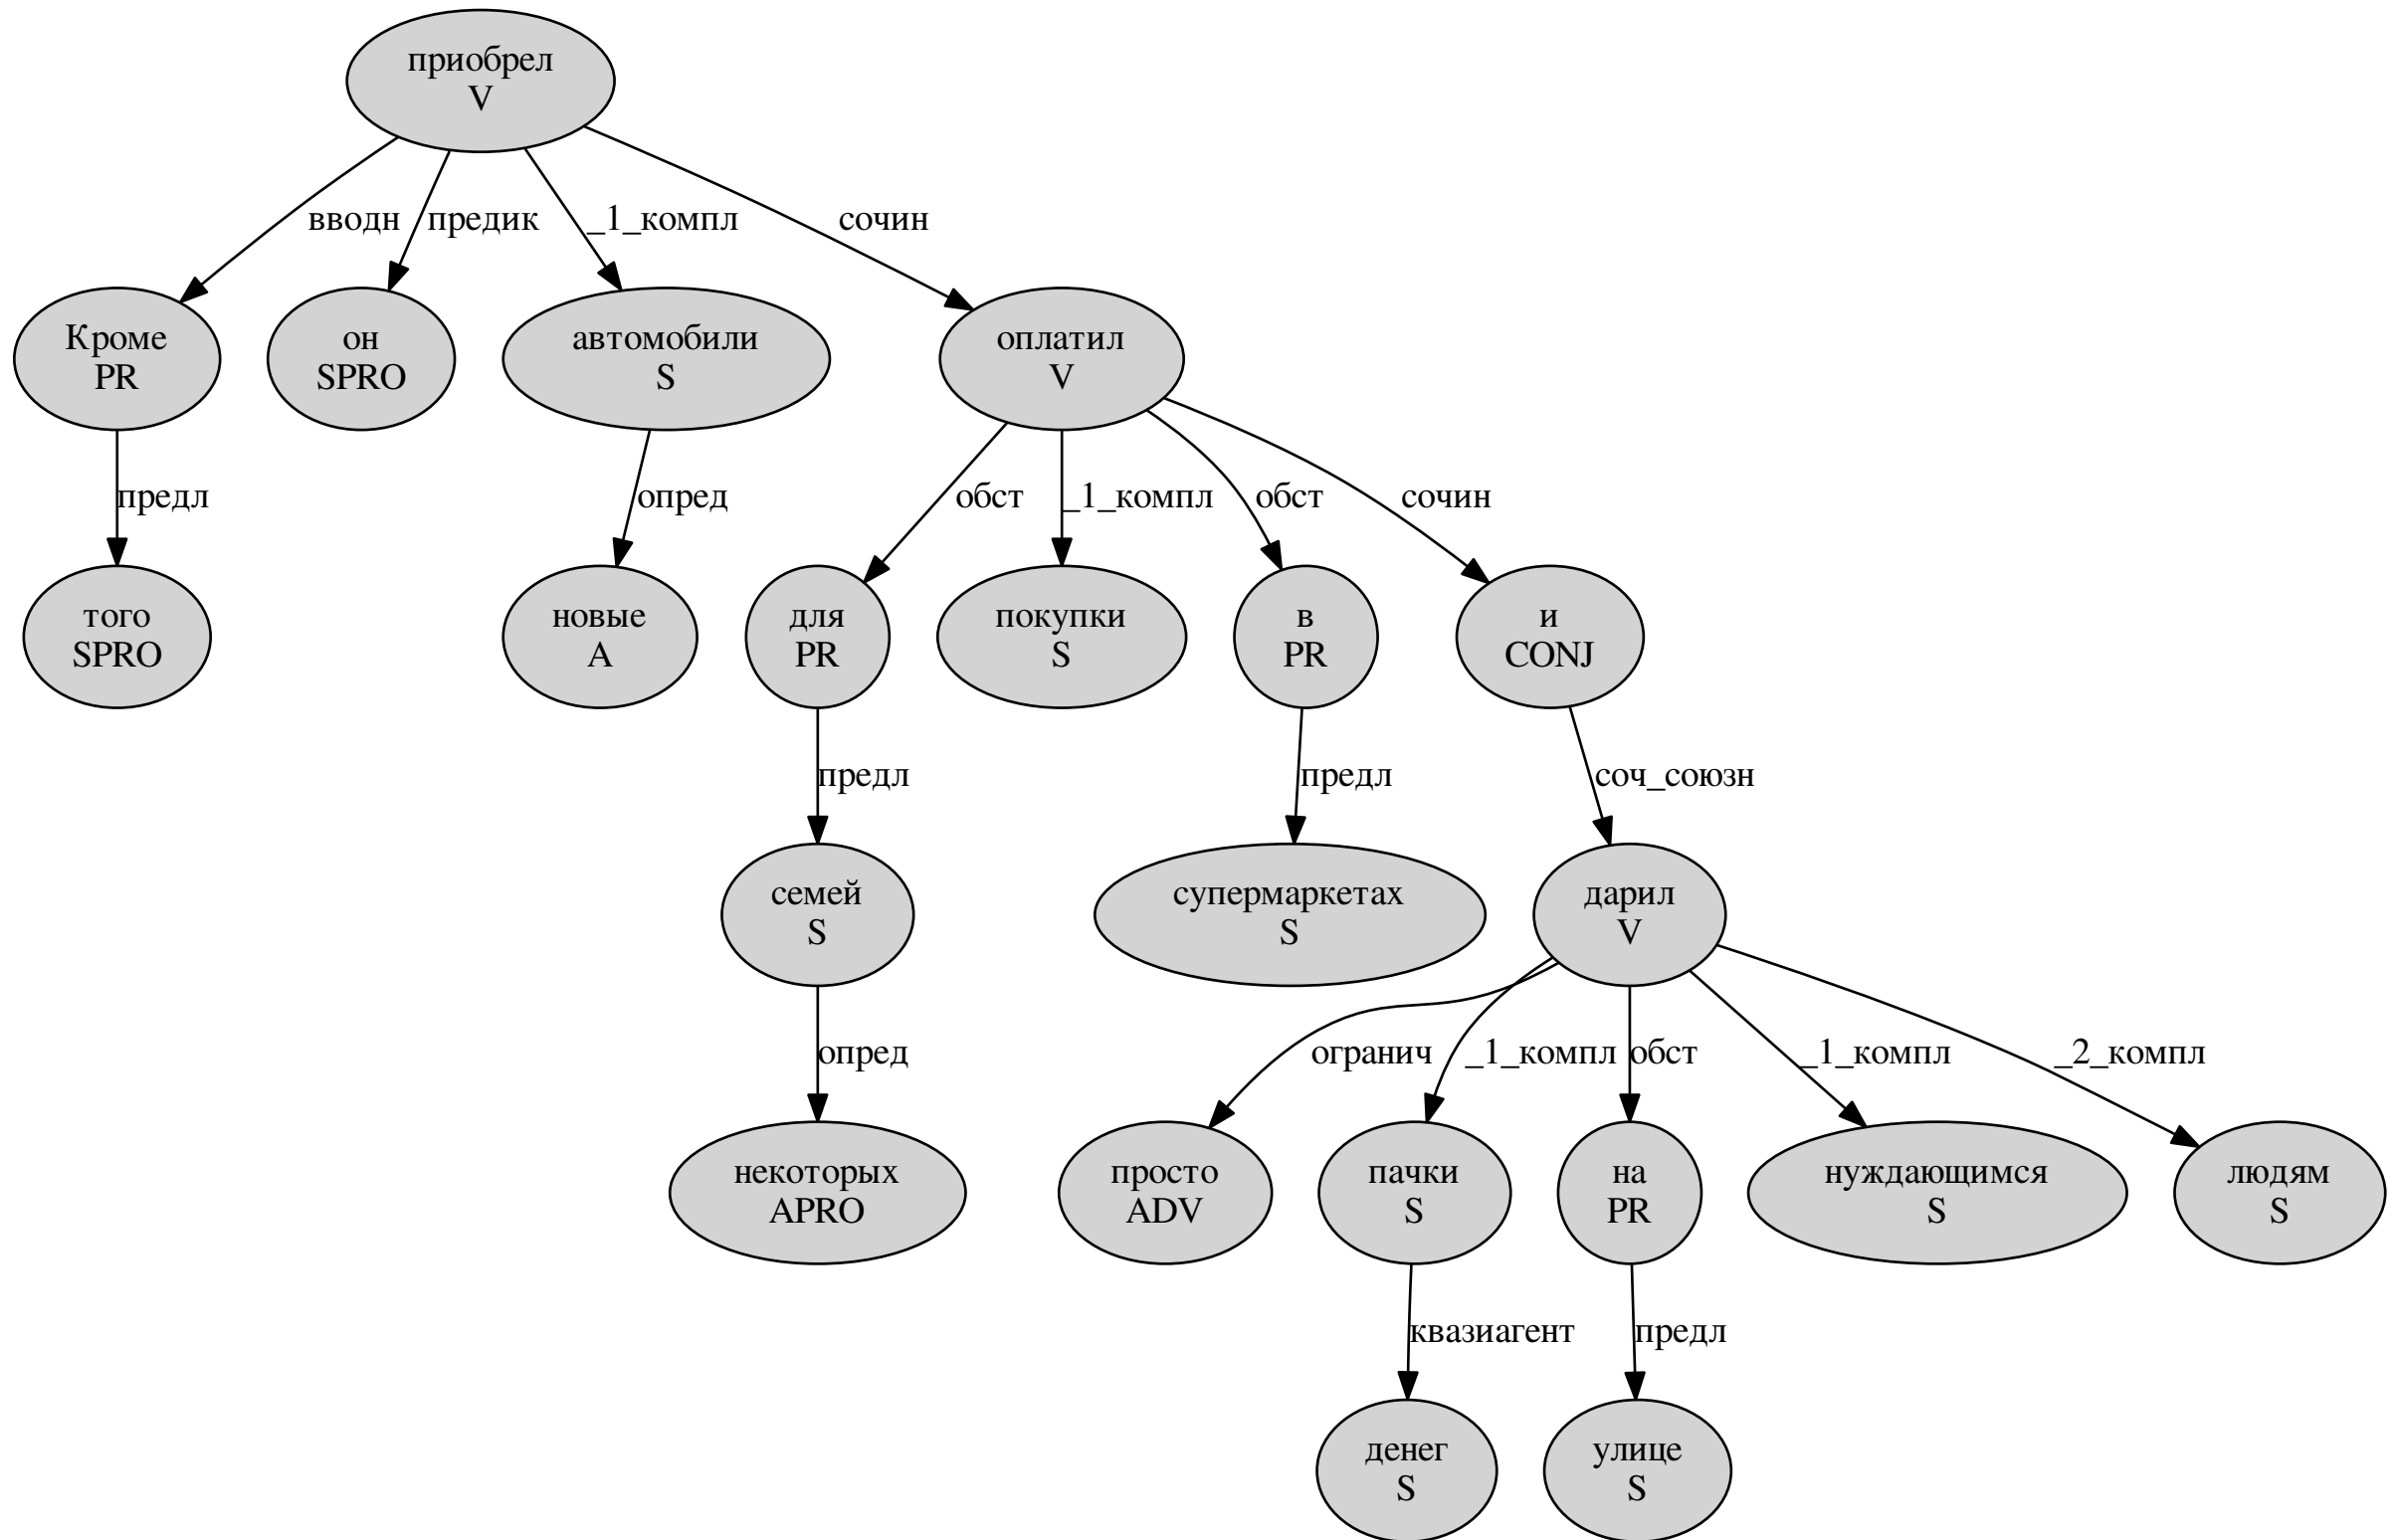 приобрел
V
вводн
предик
_1_компл
сочин
Кроме
PR
он
SPRO
автомобили
S
оплатил
V
предл
опред
обст
_1_компл
обст
сочин
того
SPRO
новые
A
для
PR
покупки
S
в
PR
и
CONJ
предл
предл
соч_союзн
семей
S
супермаркетах
S
дарил
V
опред
огранич
_1_компл
обст
_1_компл
_2_компл
некоторых
APRO
просто
ADV
пачки
S
на
PR
нуждающимся
S
людям
S
квазиагент
предл
денег
S
улице
S